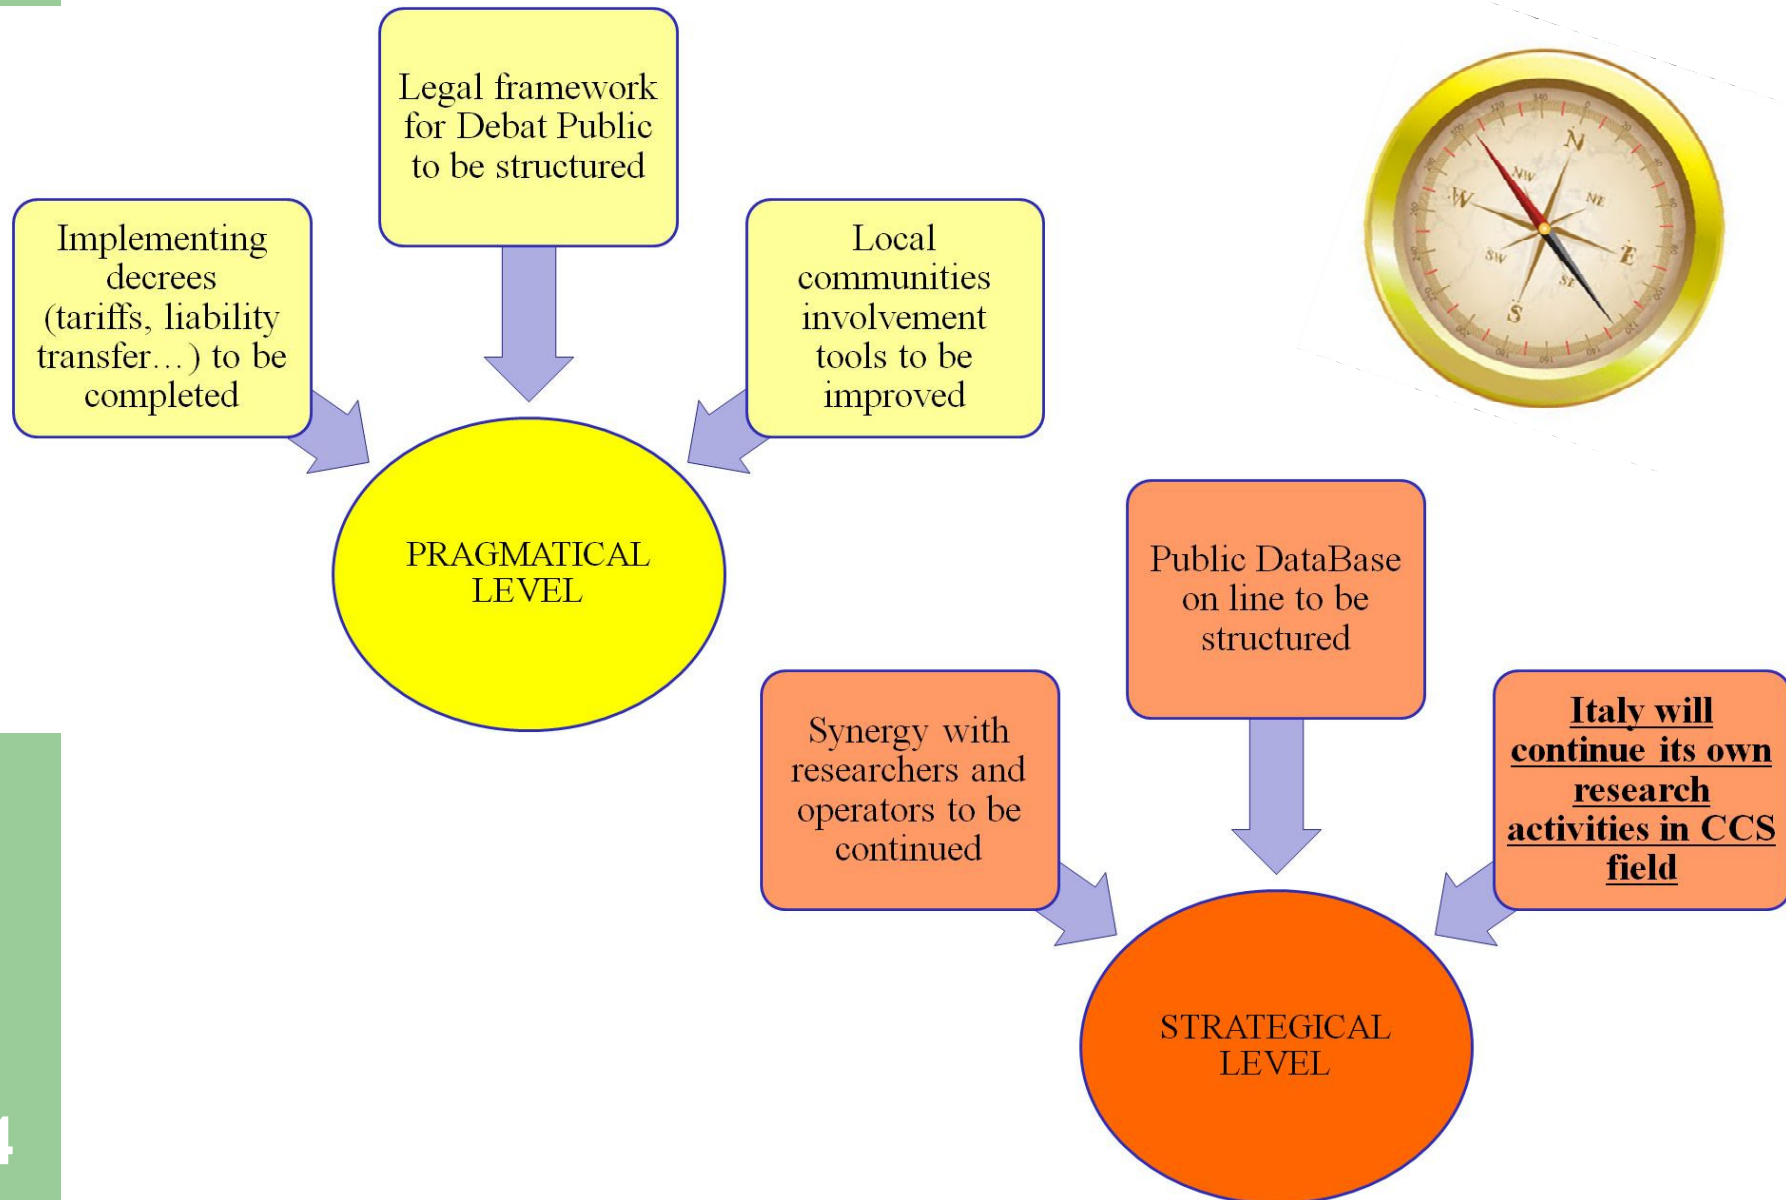 Legal framework
for Debat Public
to be structured
Implementing
decrees
(tariffs, liability
transfer...) to be
completed
Local
communities
involvement
tools to be
improved
PRAGMATICAL
LEVEL
N
NE
E
SE
S
SW
W
NW
Public DataBase
on line to be
structured
Synergy with
researchers and
operators to be
continued
Italy will
continue its own
research
activities in CCS
field
STRATEGICAL
LEVEL
4